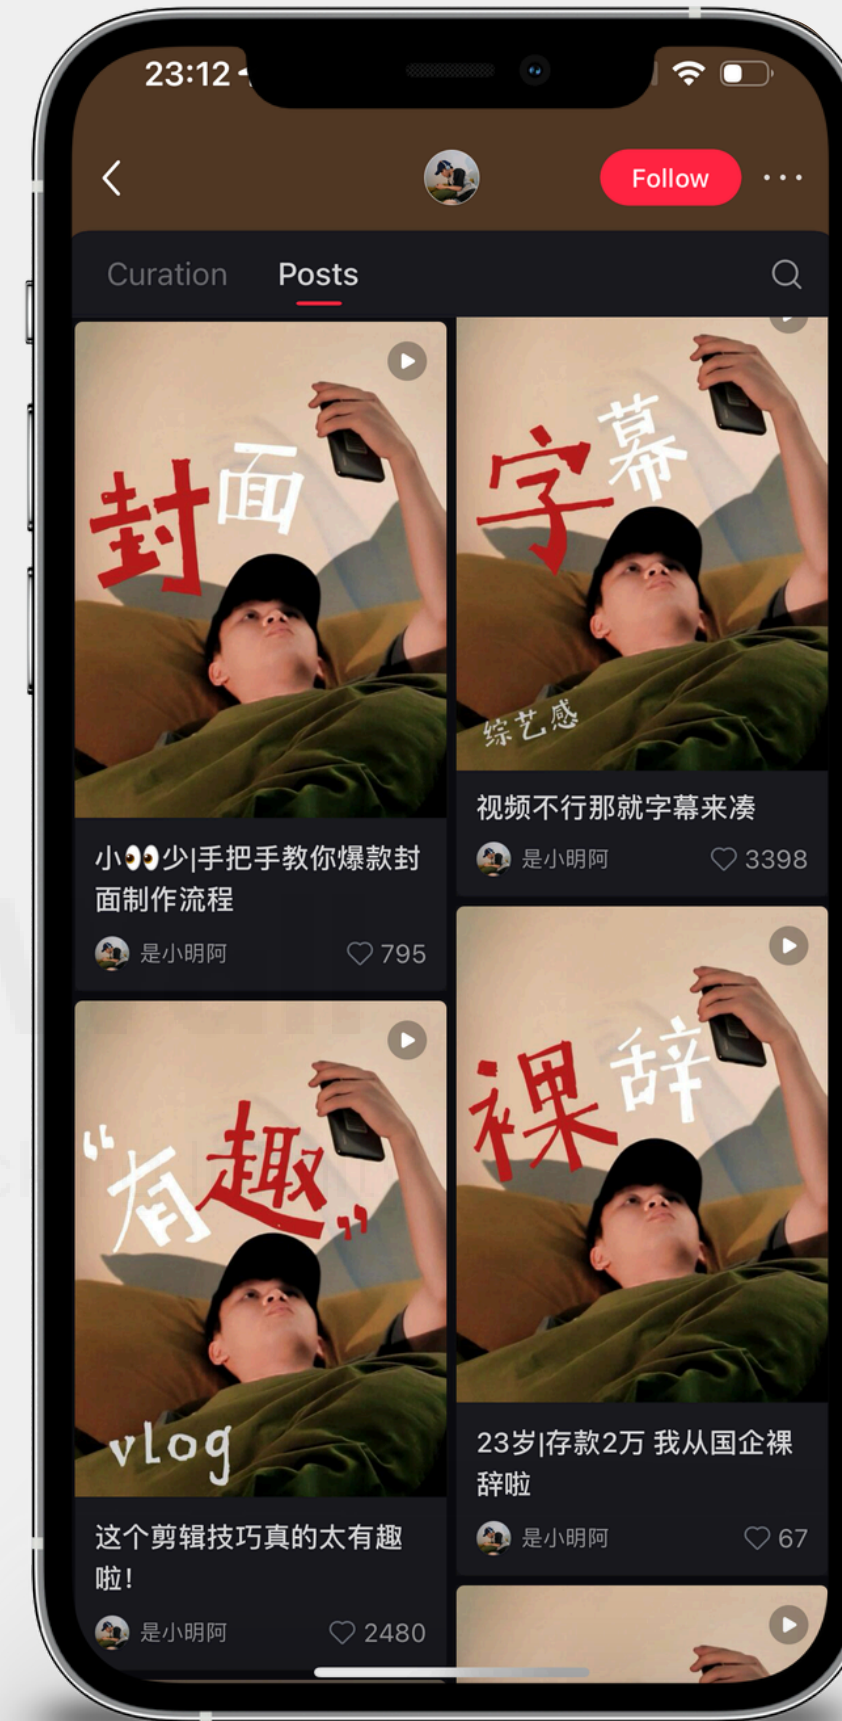 23:12
Follow
Curation
Posts
封面
小👀少|手把手教你爆款封
面制作流程
是小明阿
795
字幕
综艺感
视频不行那就字幕来凑
是小明阿
3398
“有趣”
vlog
这个剪辑技巧真的太有趣
啦！
是小明阿
2480
裸辞
23岁|存款2万 我从国企裸
辞啦
是小明阿
67